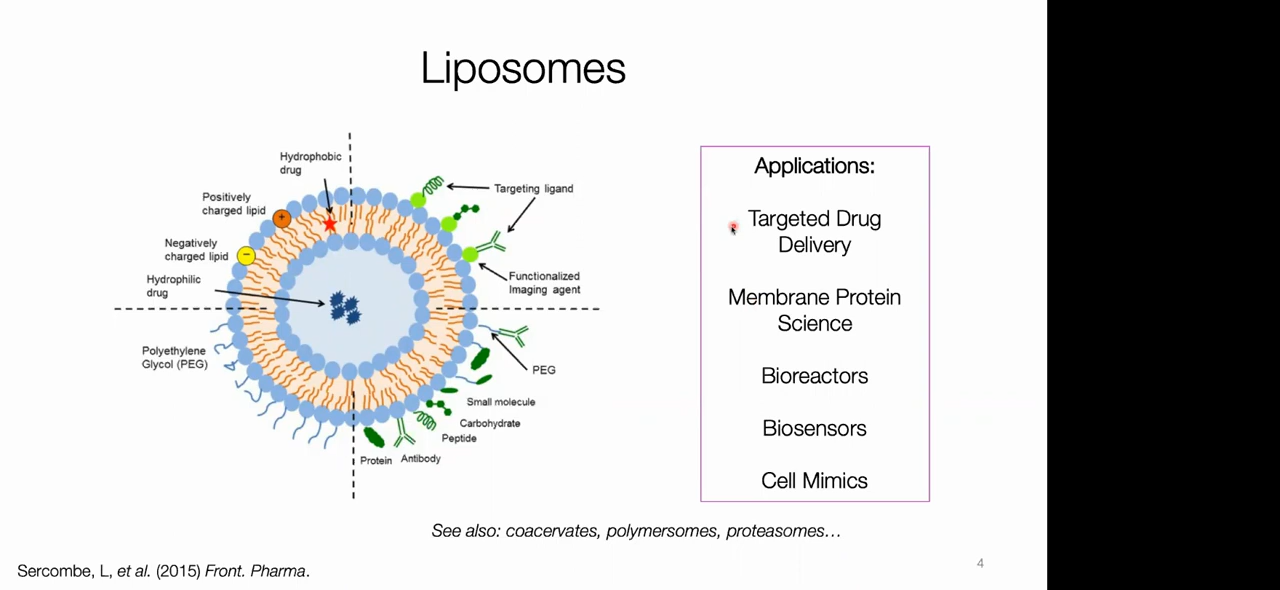 Liposomes
Hydrophobic
drug
Positively
charged lipid
+
Negatively
charged lipid
−
Hydrophilic
drug
Polyethylene
Glycol (PEG)
Targeting ligand
Functionalized
Imaging agent
PEG
Small molecule
Carbohydrate
Peptide
Antibody
Protein
Applications:
Targeted Drug
Delivery
Membrane Protein
Science
Bioreactors
Biosensors
Cell Mimics
See also: coacervates, polymersomes, proteasomes…
4
Sercombe, L, et al. (2015) Front. Pharma.